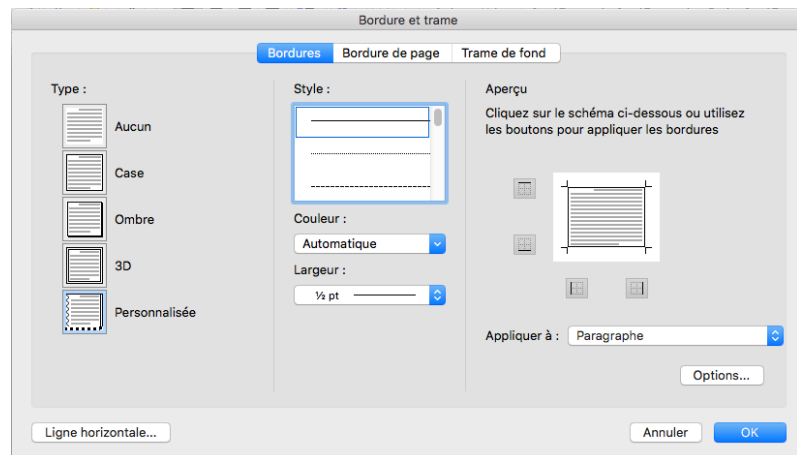 Bordure et trame
Bordures Bordure de page Trame de fond
Type :
Aucun
Case
Ombre
3D
Personnalisée
Style :
Couleur :
Automatique
Largeur :
½ pt
Aperçu
Cliquez sur le schéma ci-dessous ou utilisez
les boutons pour appliquer les bordures
Appliquer à : Paragraphe
Options...
Ligne horizontale...
Annuler OK